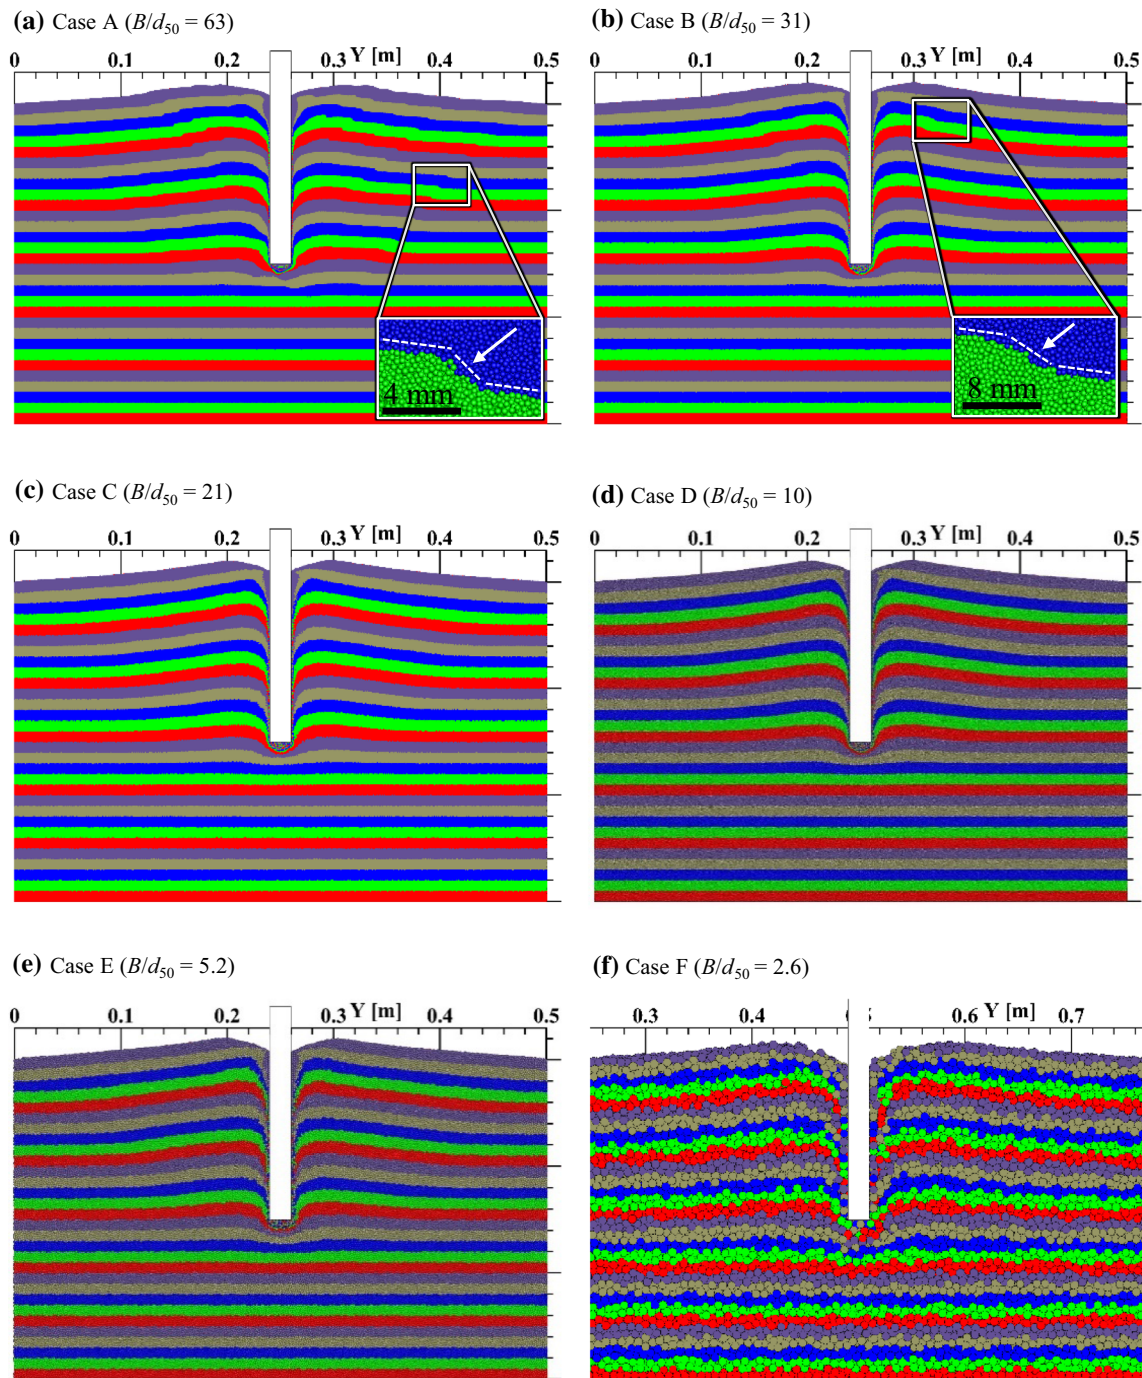 (a) Case A (B/d50 = 63)
0 0.1 0.2 Y [m] 0.3 0.4 0.5
4 mm
(b) Case B (B/d50 = 31)
0 0.1 0.2 Y [m] 0.3 0.4 0.5
8 mm
(c) Case C (B/d50 = 21)
0 0.1 0.2 Y [m] 0.3 0.4 0.5
(d) Case D (B/d50 = 10)
0 0.1 0.2 Y [m] 0.3 0.4 0.5
(e) Case E (B/d50 = 5.2)
0 0.1 0.2 Y [m] 0.3 0.4 0.5
(f) Case F (B/d50 = 2.6)
0.3 0.4 0.6 Y [m] 0.7